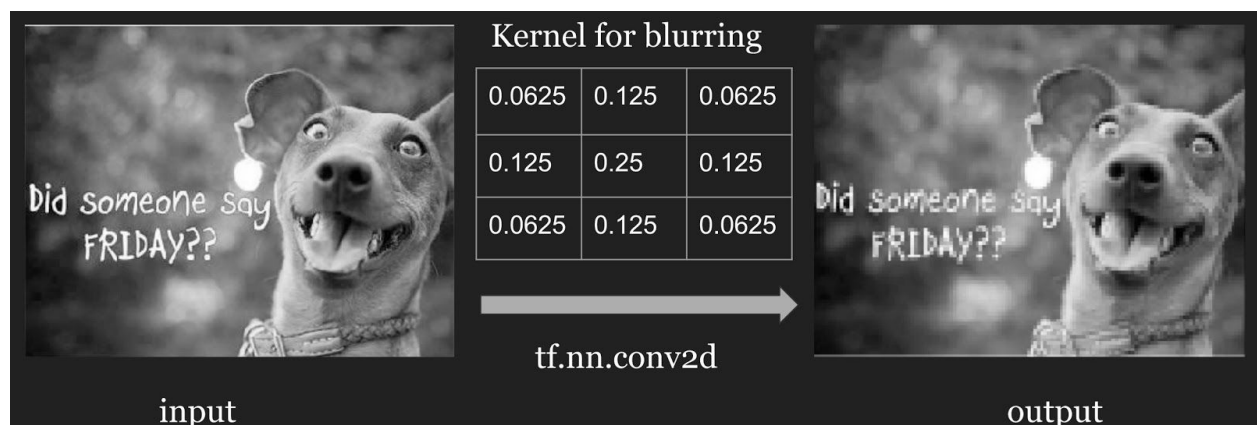 Kernel for blurring
Did someone say
FRIDAY??
0.0625 0.125 0.0625
0.125 0.25 0.125
0.0625 0.125 0.0625
Did someone say
FRIDAY??
tf.nn.conv2d
input
output